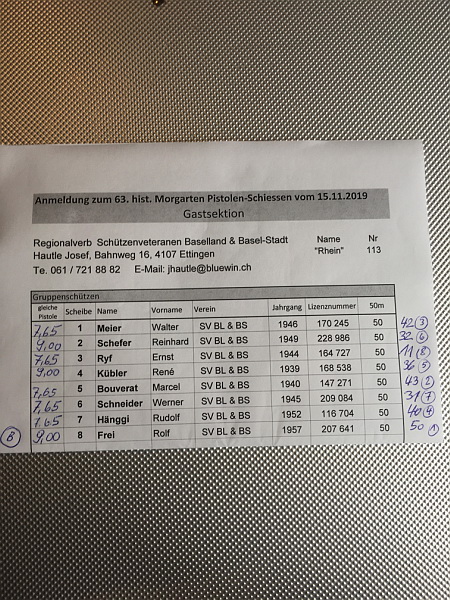 Anmeldung zum 63. hist. Morgarten Pistolen-Schiessen vom 15.11.2019
Gastsektion
Regionalverb Schützenveteranen Baselland & Basel-Stadt Name Nr
Hautle Josef, Bahnweg 16, 4107 Ettingen "Rhein" 113
Te. 061 / 721 88 82 E-Mail: jhautle@bluewin.ch
Gruppenschützen
gleiche Pistole Scheibe Name Vorname Verein Jahrgang Lizenznummer 50m
7,65 1 Meier Walter SV BL & BS 1946 170 245 50 42 3
9,00 2 Schefer Reinhard SV BL & BS 1949 228 986 50 32 6
7,65 3 Ryf Ernst SV BL & BS 1944 164 727 50 11 8
9,00 4 Kübler René SV BL & BS 1939 168 538 50 36 5
7,65 5 Bouverat Marcel SV BL & BS 1940 147 271 50 43 2
7,65 6 Schneider Werner SV BL & BS 1945 209 084 50 31 7
7,65 7 Hänggi Rudolf SV BL & BS 1952 116 704 50 40 4
8 9,00 8 Frei Rolf SV BL & BS 1957 207 641 50 50 1